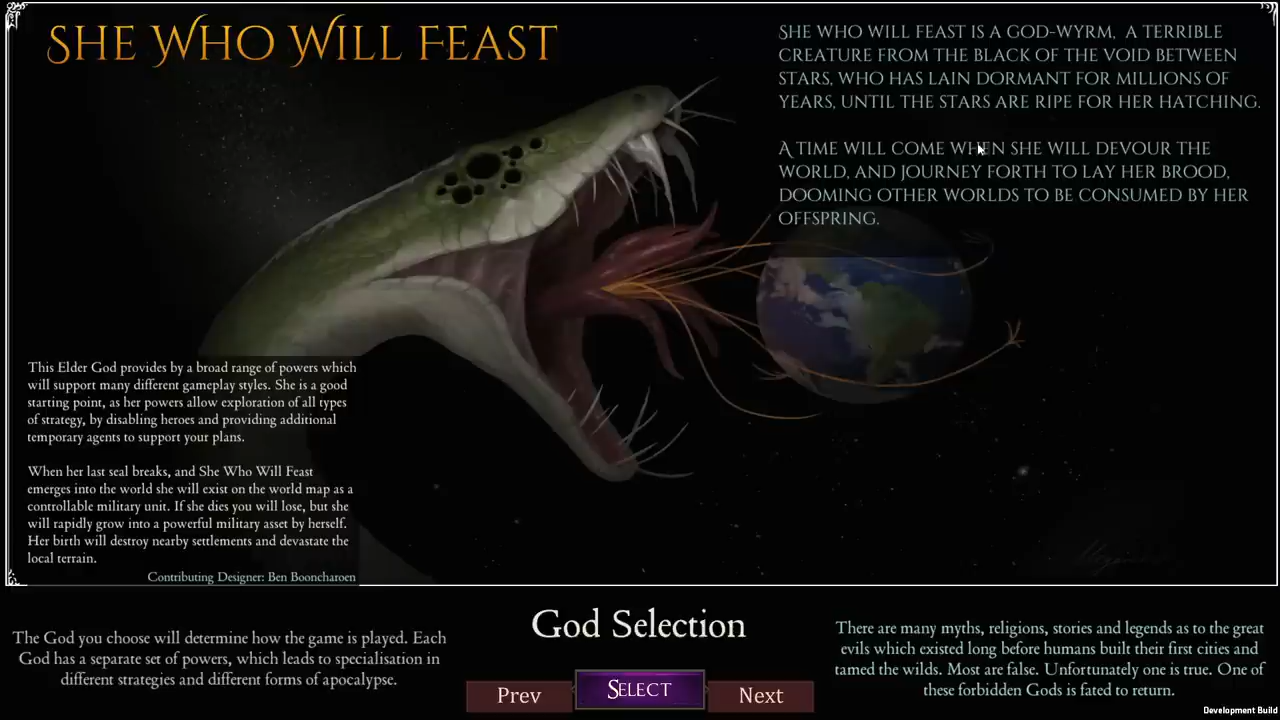 SHE WHO WILL FEAST
SHE WHO WILL FEAST IS A GOD-WYRM, A TERRIBLE
CREATURE FROM THE BLACK OF THE VOID BETWEEN
STARS, WHO HAS LAIN DORMANT FOR MILLIONS OF
YEARS, UNTIL THE STARS ARE RIPE FOR HER HATCHING.
A TIME WILL COME WHEN SHE WILL DEVOUR THE
WORLD, AND JOURNEY FORTH TO LAY HER BROOD,
DOOMING OTHER WORLDS TO BE CONSUMED BY HER
OFFSPRING.
This Elder God provides by a broad range of powers which
will support many different gameplay styles. She is a good
starting point, as her powers allow exploration of all types
of strategy, by disabling heroes and providing additional
temporary agents to support your plans.
When her last seal breaks, and She Who Will Feast
emerges into the world she will exist on the world map as a
controllable military unit. If she dies you will lose, but she
will rapidly grow into a powerful military asset by herself.
Her birth will destroy nearby settlements and devastate the
local terrain.
Contributing Designer: Ben Booncharoen
God Selection
The God you choose will determine how the game is played. Each
God has a separate set of powers, which leads to specialisation in
different strategies and different forms of apocalypse.
Prev
SELECT
Next
There are many myths, religions, stories and legends as to the great
evils which existed long before humans built their first cities and
tamed the wilds. Most are false. Unfortunately one is true. One of
these forbidden Gods is fated to return.
Development Build